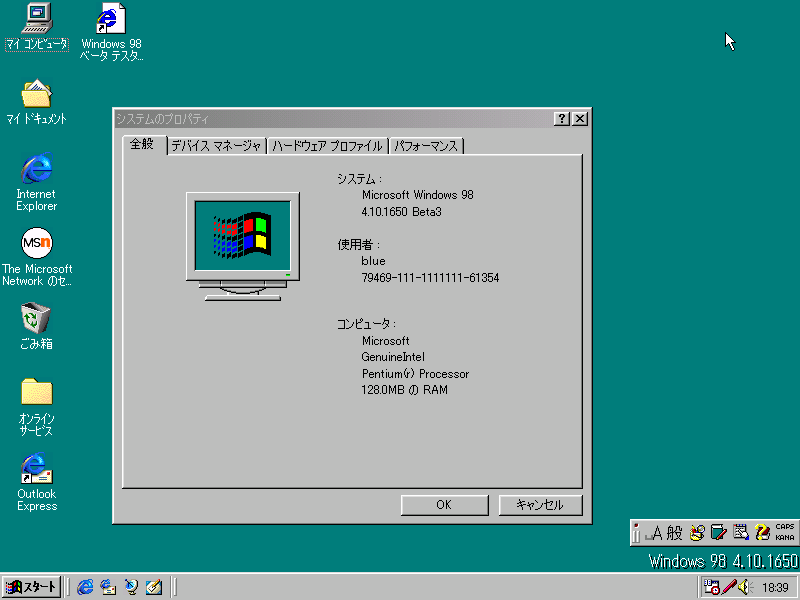 マイ コンピュータ
Windows 98
ベータ テスタ...
マイ ドキュメント
Internet
Explorer
MSN
The Microsoft
Network のセ...
ごみ箱
オンライン
サービス
Outlook
Express
システムのプロパティ
全般 デバイス マネージャ ハードウェア プロファイル パフォーマンス
システム :
Microsoft Windows 98
4.10.1650 Beta3
使用者 :
blue
79469-111-1111111-61354
コンピュータ :
Microsoft
GenuineIntel
Pentium(r) Processor
128.0MB の RAM
OK キャンセル
_A 般 CAPS
KANA
Windows 98 4.10.1650
スタート 18:39